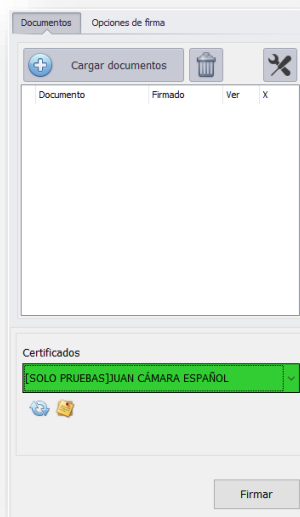 Documentos Opciones de firma
Cargar documentos
Documento Firmado Ver X
Certificados
[SOLO PRUEBAS]JUAN CÁMARA ESPAÑOL
Firmar